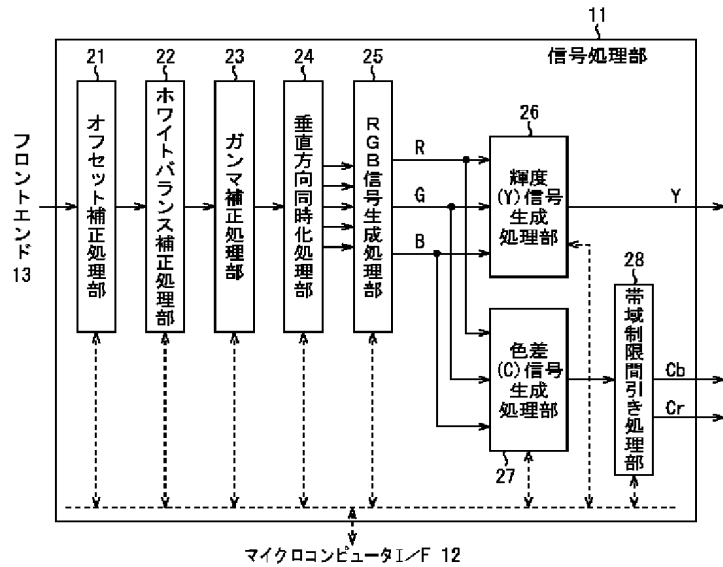 11
信号処理部
21
22
23
24
25
26
フロントエンド 13
オフセット補正処理部
ホワイトバランス補正処理部
ガンマ補正処理部
垂直方向同時化処理部
RGB信号生成処理部
R
G
B
輝度
(Y)信号
生成
処理部
Y
28
色差
(C)信号
生成
処理部
27
帯域制限間引き処理部
Cb
Cr
マイクロコンピュータI/F 12